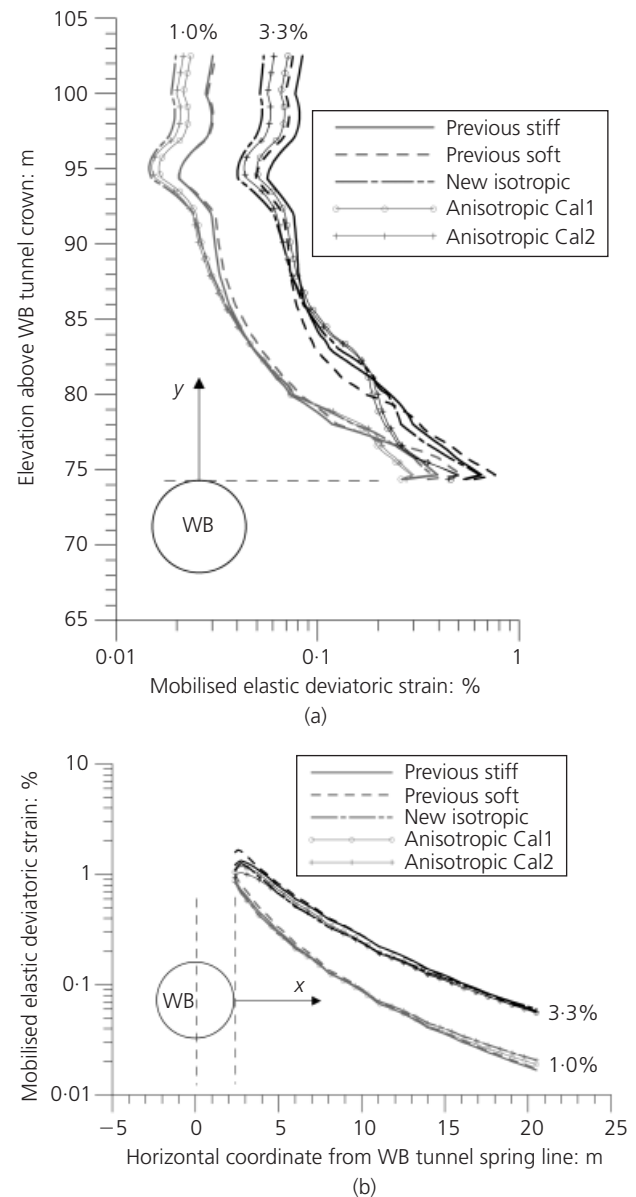 105
1·0%
3·3%
100
Previous stiff
Previous soft
New isotropic
Anisotropic Cal1
Anisotropic Cal2
95
90
85
80
75
70
65
Elevation above WB tunnel crown: m
y
WB
0·01
0·1
1
Mobilised elastic deviatoric strain: %
(a)
10
Previous stiff
Previous soft
New isotropic
Anisotropic Cal1
Anisotropic Cal2
1
0·1
0·01
Mobilised elastic deviatoric strain: %
WB
x
3·3%
1·0%
−5
0
5
10
15
20
25
Horizontal coordinate from WB tunnel spring line: m
(b)